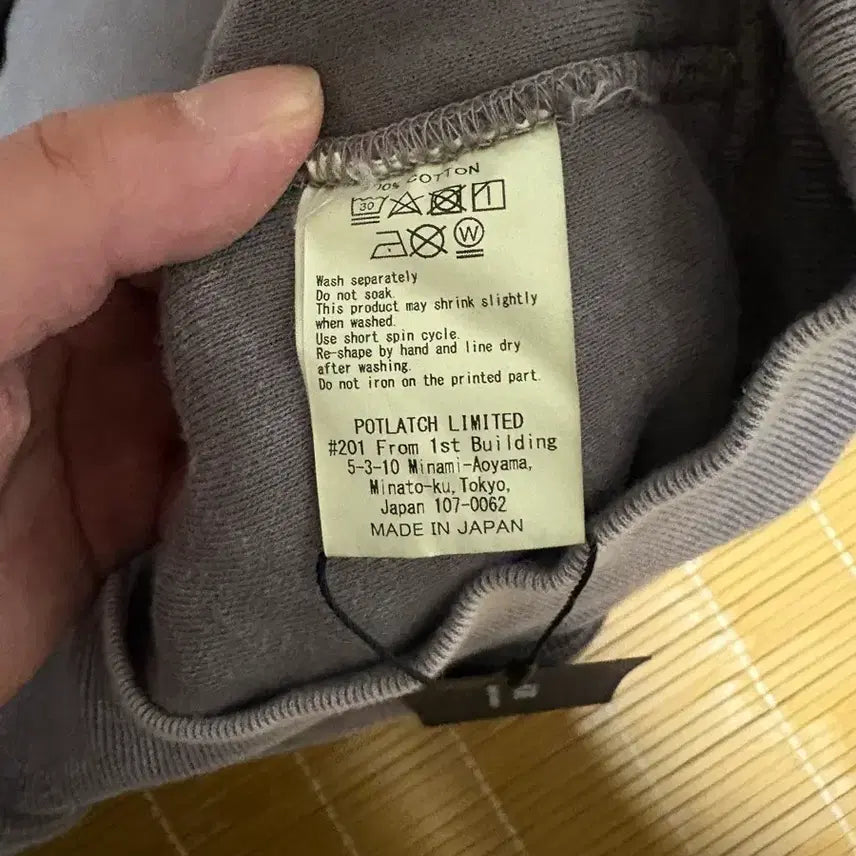 COTTON
30
W
Wash separately
Do not soak.
This product may shrink slightly
when washed.
Use short spin cycle.
Re-shape by hand and line dry
after washing.
Do not iron on the printed part.
POTLATCH LIMITED
#201 From 1st Building
5-3-10 Minami-Aoyama,
Minato-ku, Tokyo,
Japan 107-0062
MADE IN JAPAN